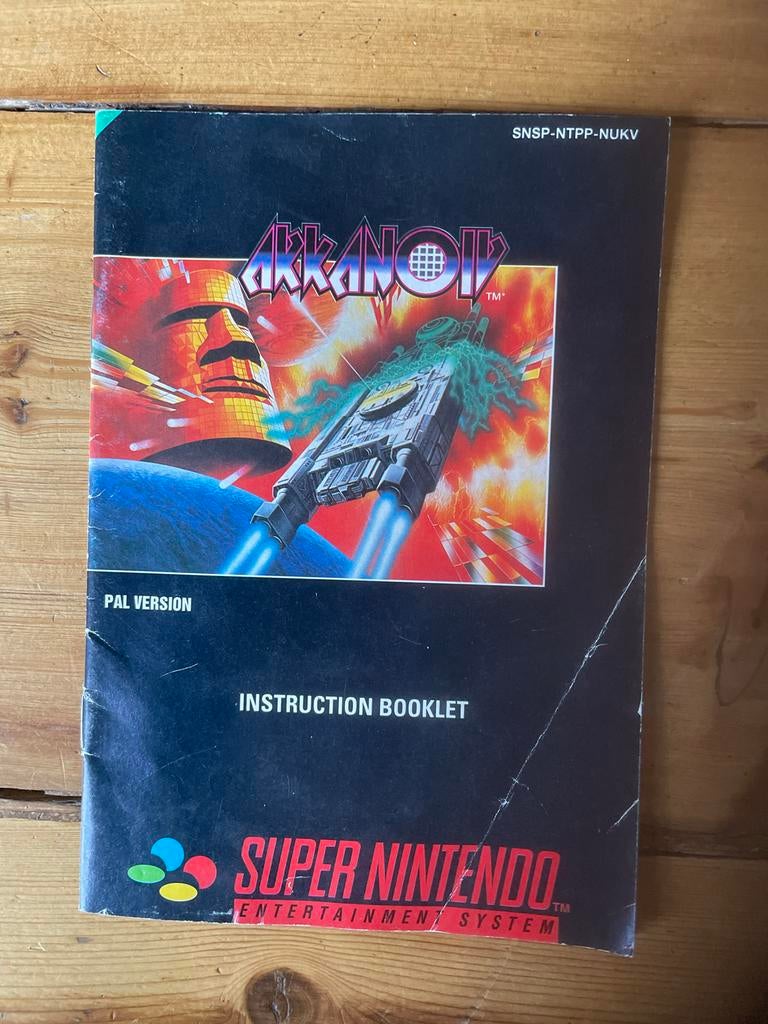 SNSP-NTPP-NUKV
ARKANOID
TM*
PAL VERSION
INSTRUCTION BOOKLET
SUPER NINTENDO
TM
ENTERTAINMENT SYSTEM